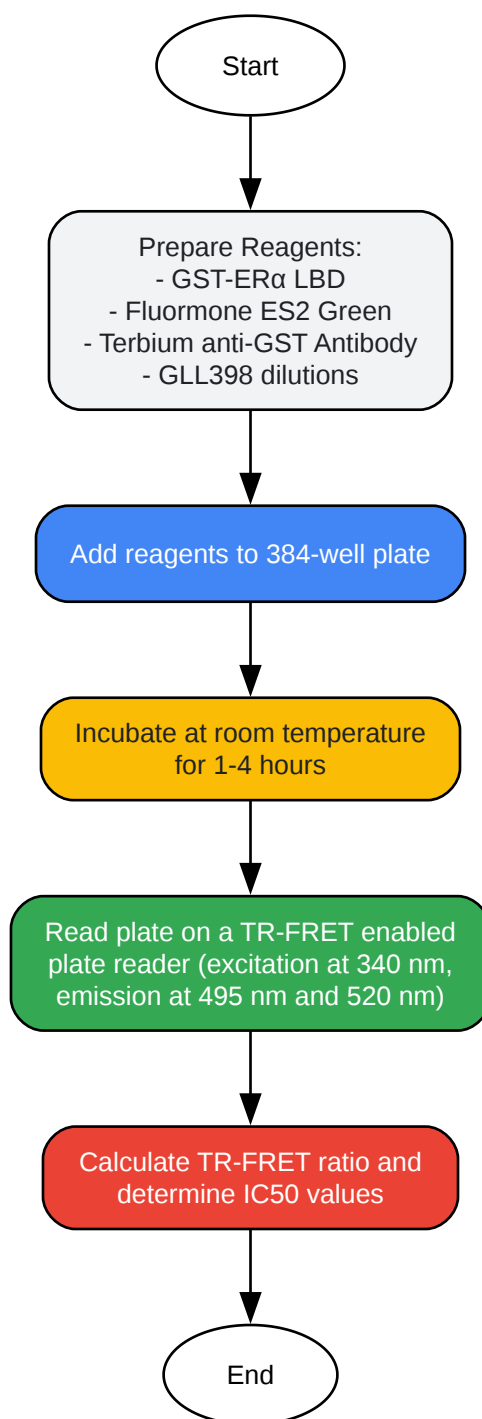 Start
Prepare Reagents:
- GST-ERα LBD
- Fluormone ES2 Green
- Terbium anti-GST Antibody
- GLL398 dilutions
Add reagents to 384-well plate
Incubate at room temperature
for 1-4 hours
Read plate on a TR-FRET enabled
plate reader (excitation at 340 nm,
emission at 495 nm and 520 nm)
Calculate TR-FRET ratio and
determine IC50 values
End